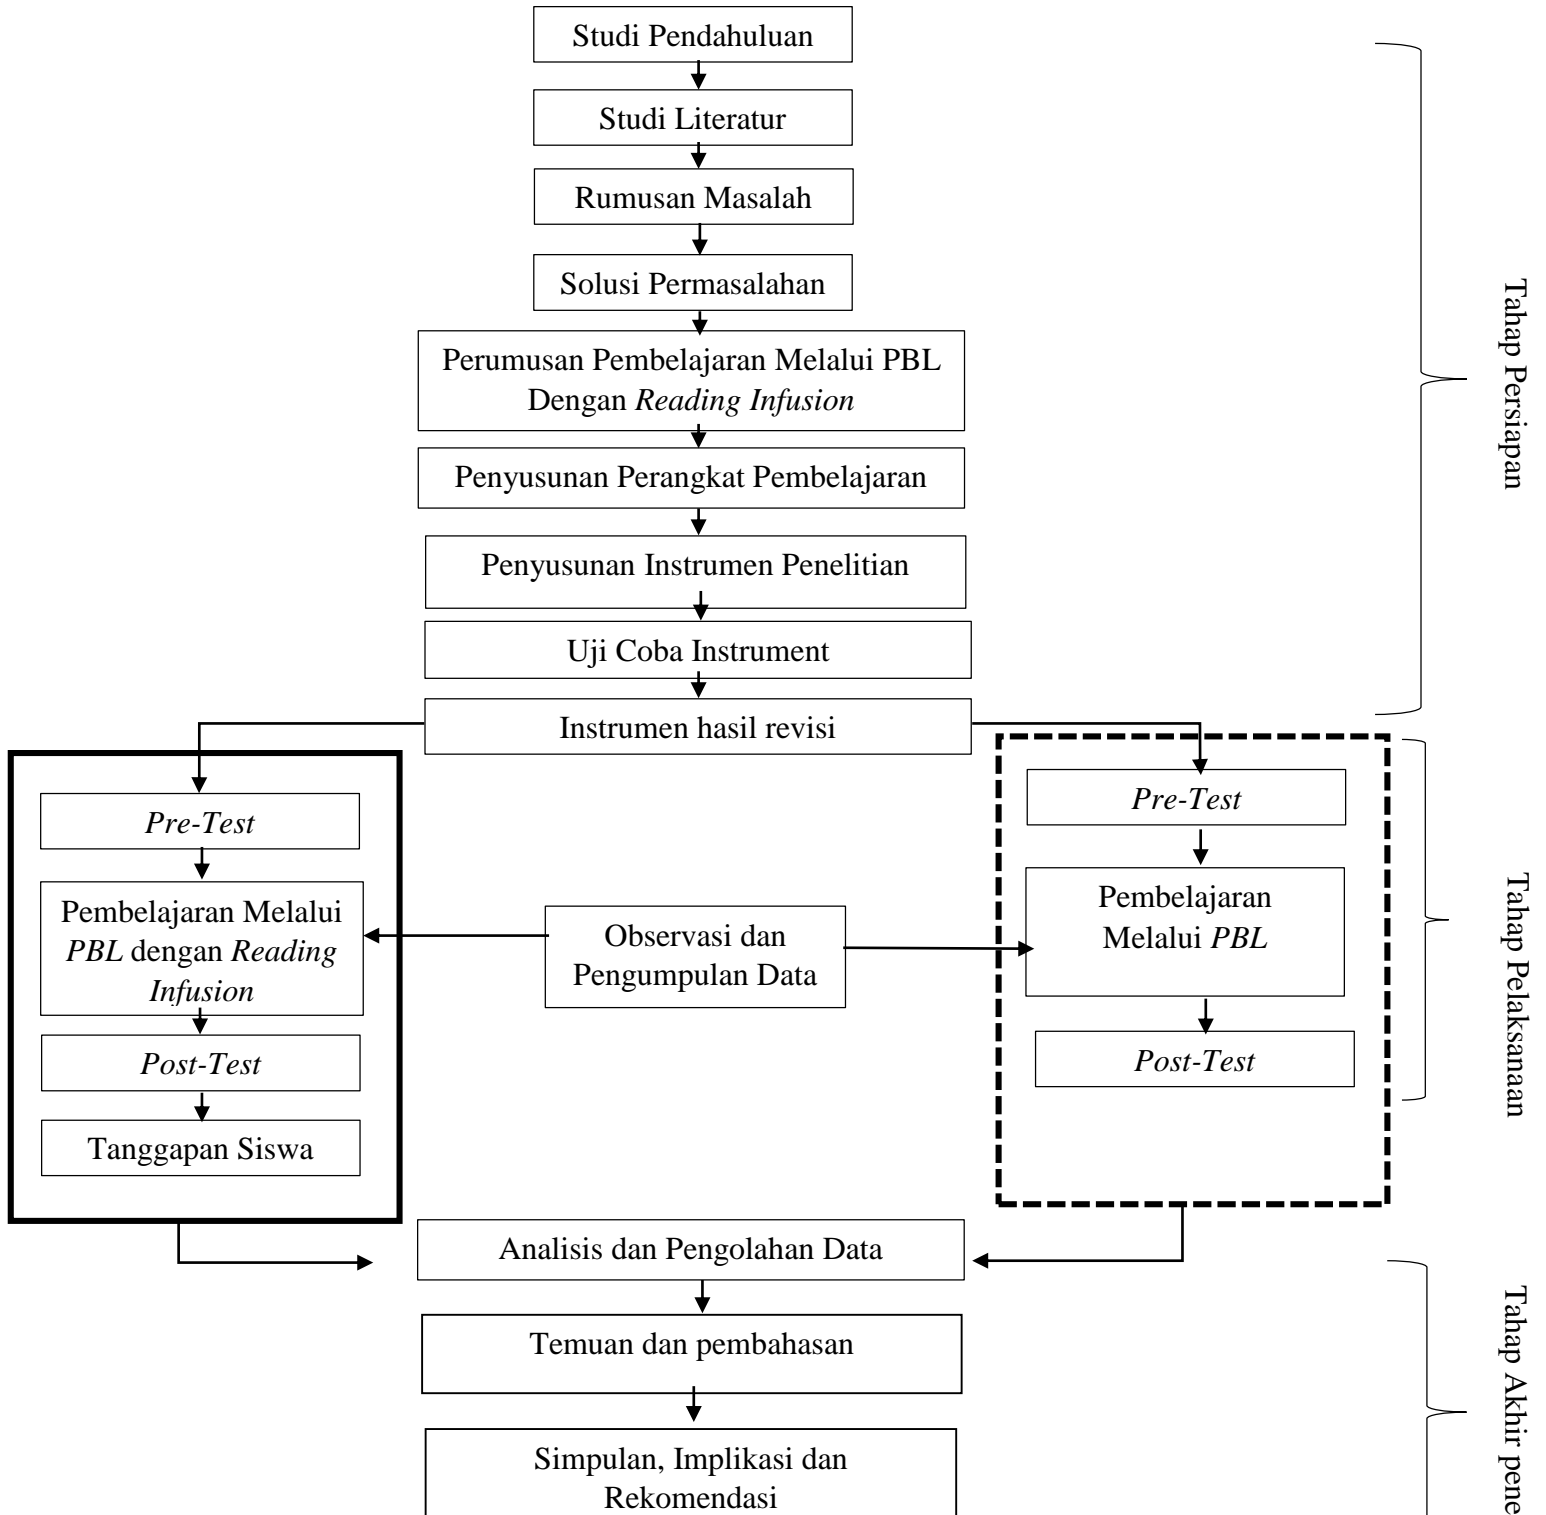 Studi Pendahuluan
Studi Literatur
Rumusan Masalah
Solusi Permasalahan
Perumusan Pembelajaran Melalui PBL
Dengan Reading Infusion
Penyusunan Perangkat Pembelajaran
Penyusunan Instrumen Penelitian
Uji Coba Instrument
Instrumen hasil revisi
Tahap Persiapan
Pre-Test
Pembelajaran Melalui
PBL dengan Reading
Infusion
Post-Test
Tanggapan Siswa
Observasi dan
Pengumpulan Data
Pre-Test
Pembelajaran
Melalui PBL
Post-Test
Tahap Pelaksanaan
Analisis dan Pengolahan Data
Temuan dan pembahasan
Simpulan, Implikasi dan
Rekomendasi
Tahap Akhir pene